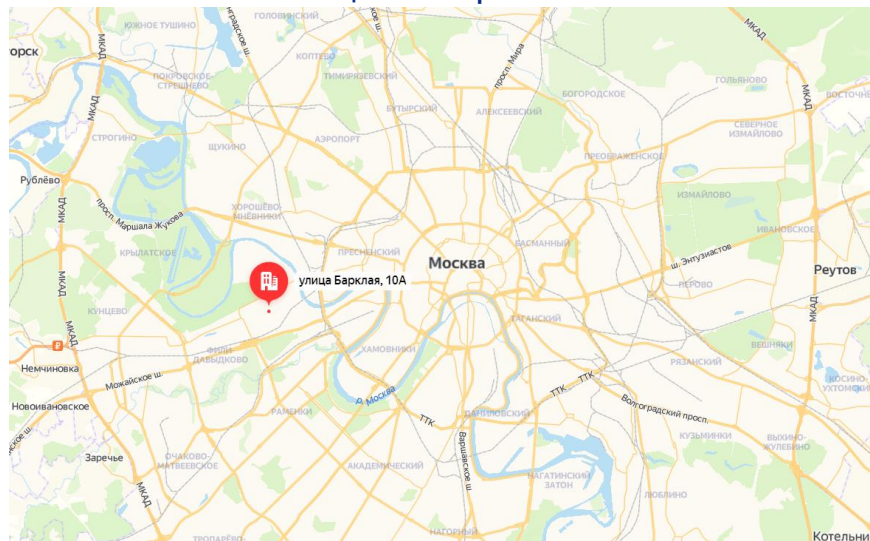 ЮЖНОЕ ТУШИНО
МКАД
ГОЛОВИНСКИЙ
КОПТЕВО
просп. Мира
МКАД
ПОКРОВСКОЕ-
СТРЕШНЕВО
ТИМИРЯЗЕВСКИЙ
БОГОРОДСКОЕ
ГОЛЬЯНОВО
МКАД
БУТЫРСКИЙ
АЛЕКСЕЕВСКИЙ
СТРОГИНО
ЩУКИНО
АЭРОПОРТ
СЕВЕРНОЕ
ИЗМАЙЛОВО
ПРЕОБРАЖЕНСКОЕ
Рублёво
МКАД
просп. Маршала Жукова
ХОРОШЁВО-
МНЁВНИКИ
ИЗМАЙЛОВО
ИВАНОВСКОЕ
КРЫЛАТСКОЕ
ПРЕСНЕНСКИЙ
БАСМАННЫЙ
Москва
ш. Энтузиастов
Реутов
улица Барклая, 10А
ПЕРОВО
КУНЦЕВО
МКАД
ТАГАНСКИЙ
МКАД
ФИЛИ
ДАВЫДКОВО
ХАМОВНИКИ
ВЕШНЯКИ
Немчиновка
Можайское ш.
РЯЗАНСКИЙ
КОСИНО-
УХТОМСКИЙ
р. Москва
ТТК
ТТК
Новоивановское
РАМЕНКИ
ТТК
ДАНИЛОВСКИЙ
Волгоградский просп.
Варшавское ш.
КУЗЬМИНКИ
ВЫХИНО-
ЖУЛЕБИНО
Заречье
ОЧАКОВО-
МАТВЕЕВСКОЕ
АКАДЕМИЧЕСКИЙ
НАГАТИНСКИЙ
ЗАТОН
МКАД
ЛЮБЛИНО
НАГОРНЫЙ
ТРОПАРЁВО-
Котельни